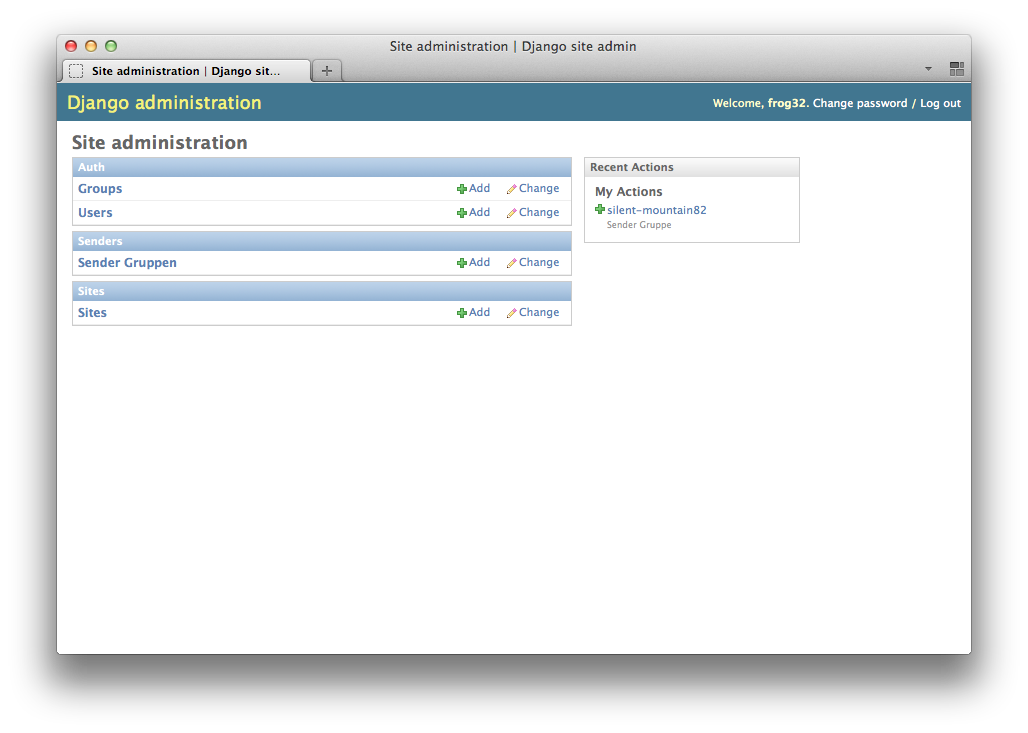 Site administration | Django site admin
Site administration | Django sit...
Django administration
Welcome, frog32. Change password / Log out
Site administration
Auth
Groups Add Change
Users Add Change
Senders
Sender Gruppen Add Change
Sites
Sites Add Change
Recent Actions
My Actions
silent-mountain82
Sender Gruppe